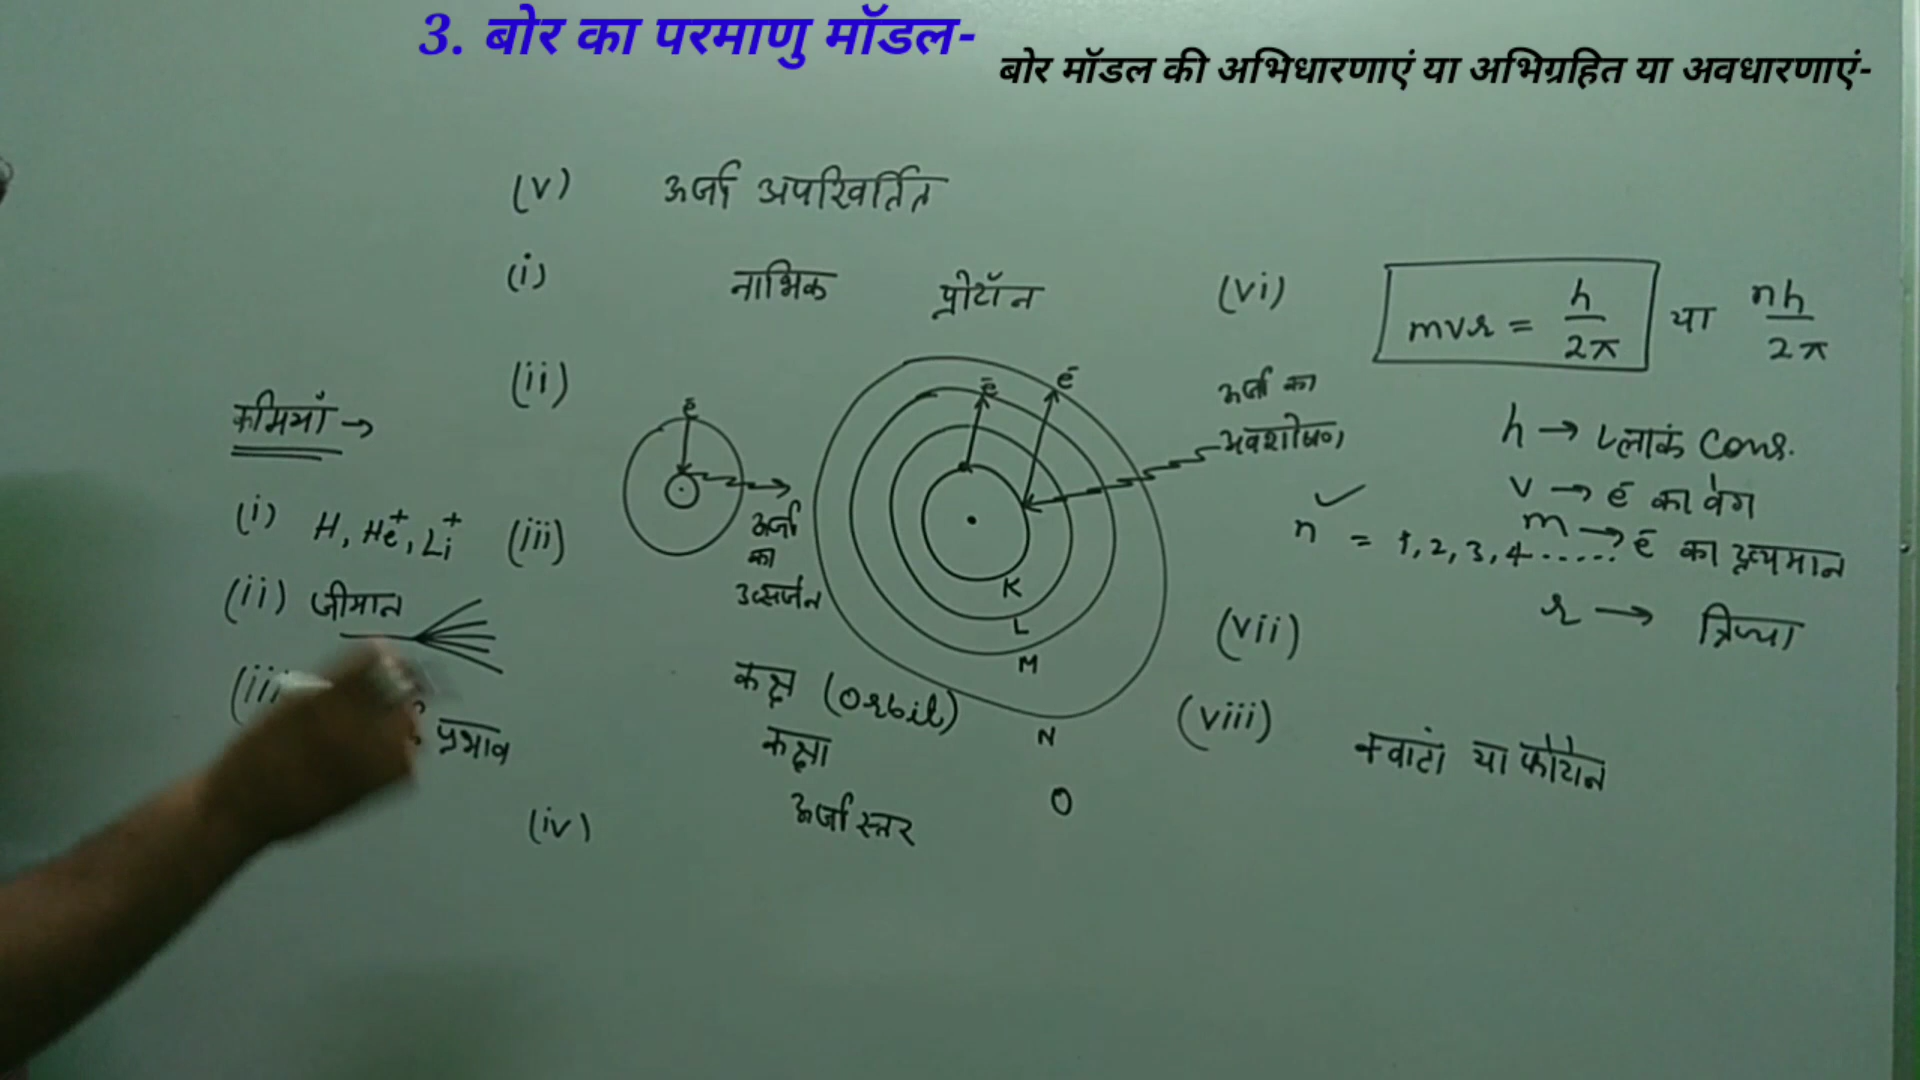 3. बोर का परमाणु मॉडल-
बोर मॉडल की अभिधारणाएं या अभिग्रहित या अवधारणाएं-
(v) ऊर्जा अपरिवर्तित
(i) नाभिक प्रोटॉन
(ii)
e⁻
ऊर्जा
का
उत्सर्जन
(iii)
e⁻ e⁻
K
L
M
N
O
ऊर्जा का
अवशोषण
कक्ष (Orbit)
कक्षा
(iv) ऊर्जा स्तर
(vi) mvr = h/2π या nh/2π
h → प्लांक Cons.
v → e⁻ का वेग
m → e⁻ का द्रव्यमान
n = 1, 2, 3, 4.....
r → त्रिज्या
(vii)
(viii) क्वांटा या फोटोन
कमियां →
(i) H, He⁺, Li⁺
(ii) जीमान
(iii
प्रभाव